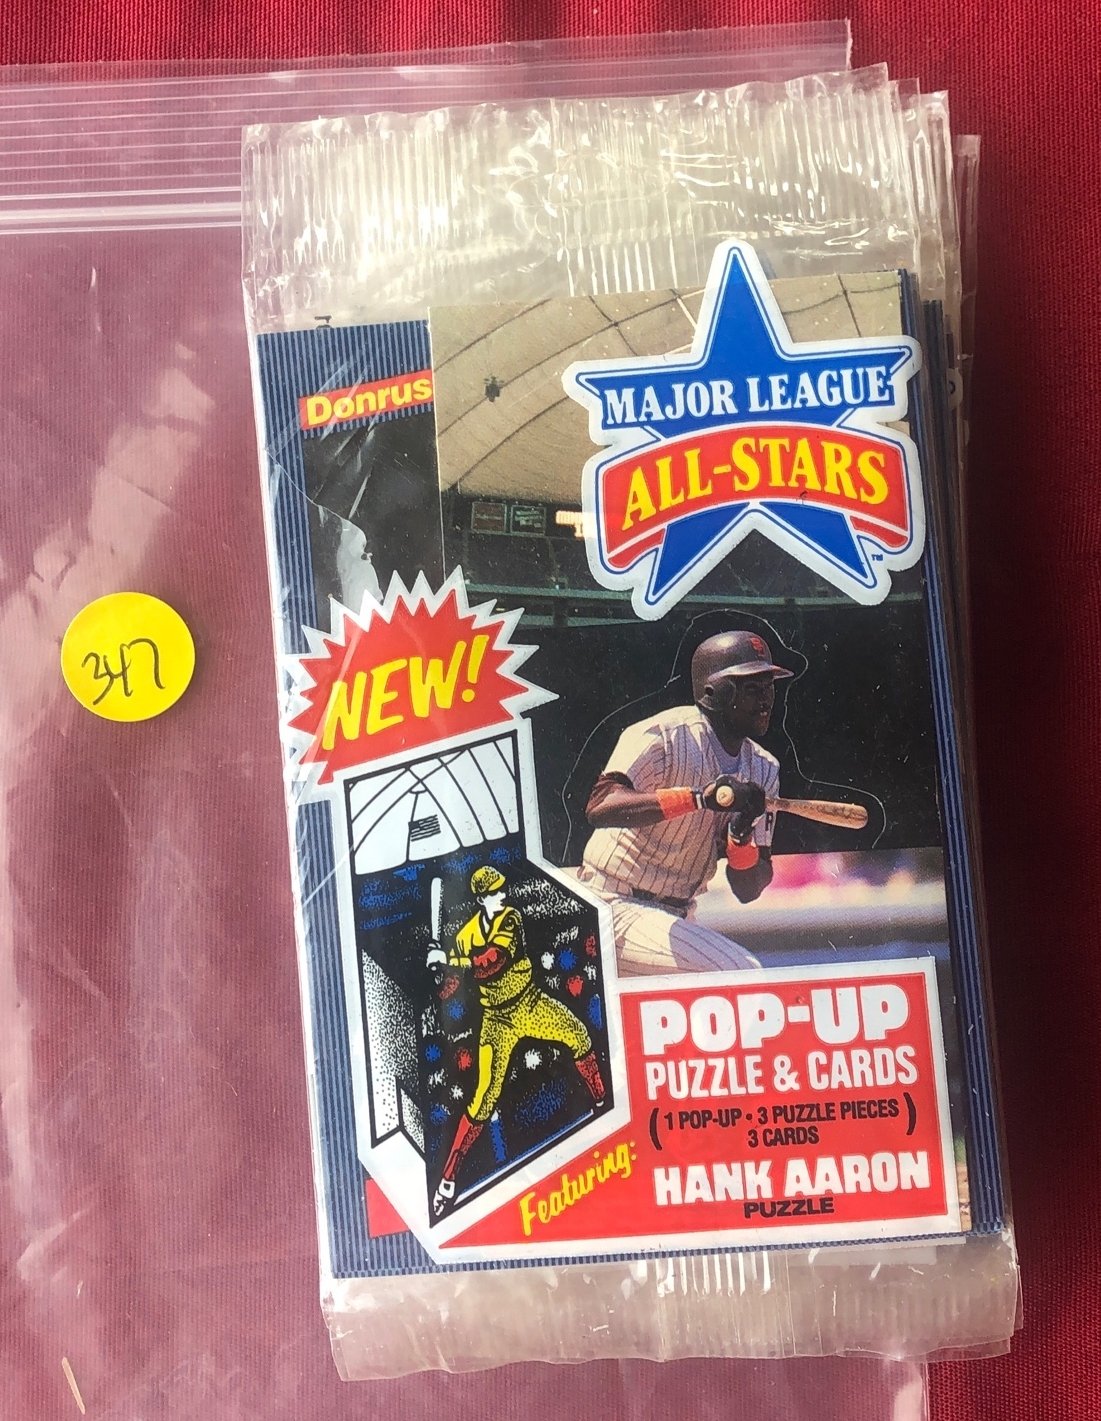 MAJOR LEAGUE
ALL-STARS
TM
Donrus
NEW!
347
POP-UP
PUZZLE & CARDS
(1 POP-UP • 3 PUZZLE PIECES
3 CARDS)
Featuring:
HANK AARON
PUZZLE